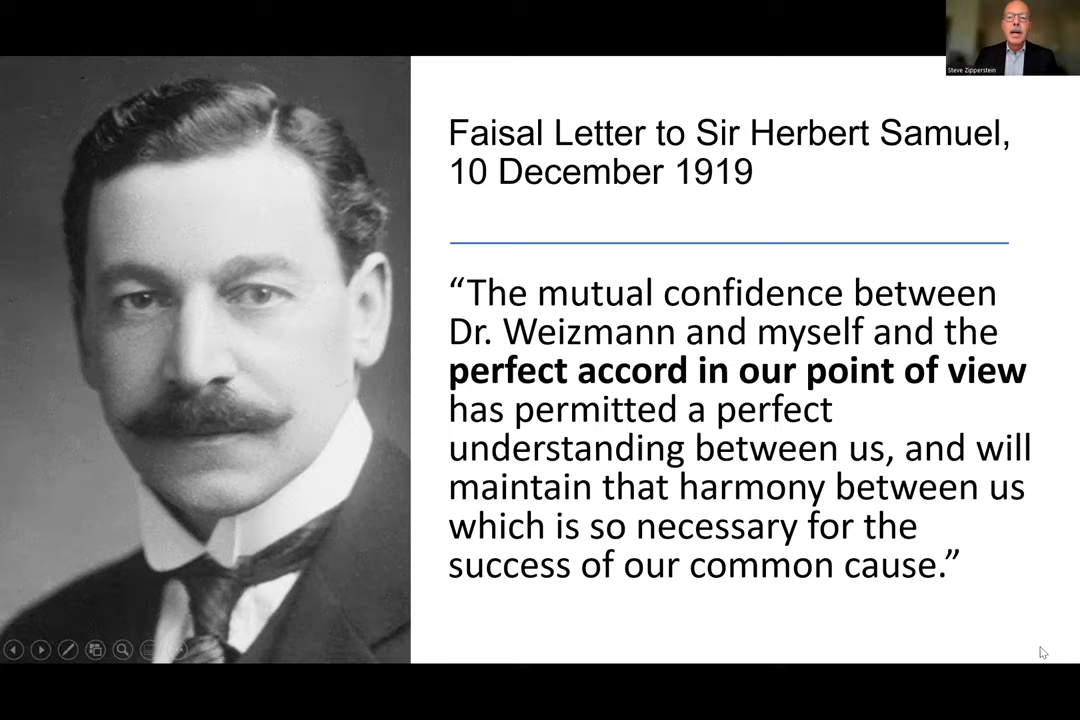 Steve Zipperstein
Faisal Letter to Sir Herbert Samuel,
10 December 1919
“The mutual confidence between
Dr. Weizmann and myself and the
perfect accord in our point of view
has permitted a perfect
understanding between us, and will
maintain that harmony between us
which is so necessary for the
success of our common cause.”